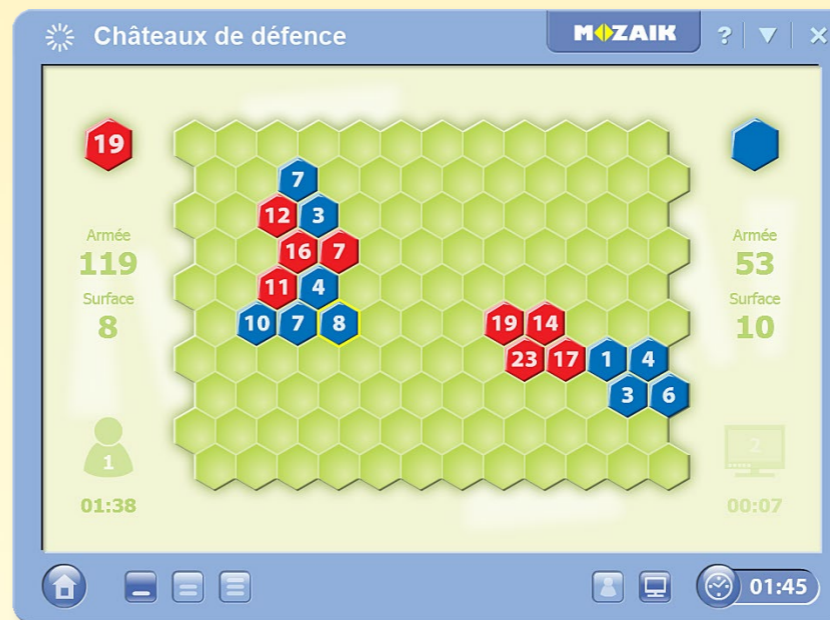 Châteaux de défence
MOZAIK
?
19
7
12 3
16 7
11 4
10 7 8
19 14
23 17 1 4
3 6
Armée
119
Surface
8
1
01:38
Armée
53
Surface
10
2
00:07
01:45